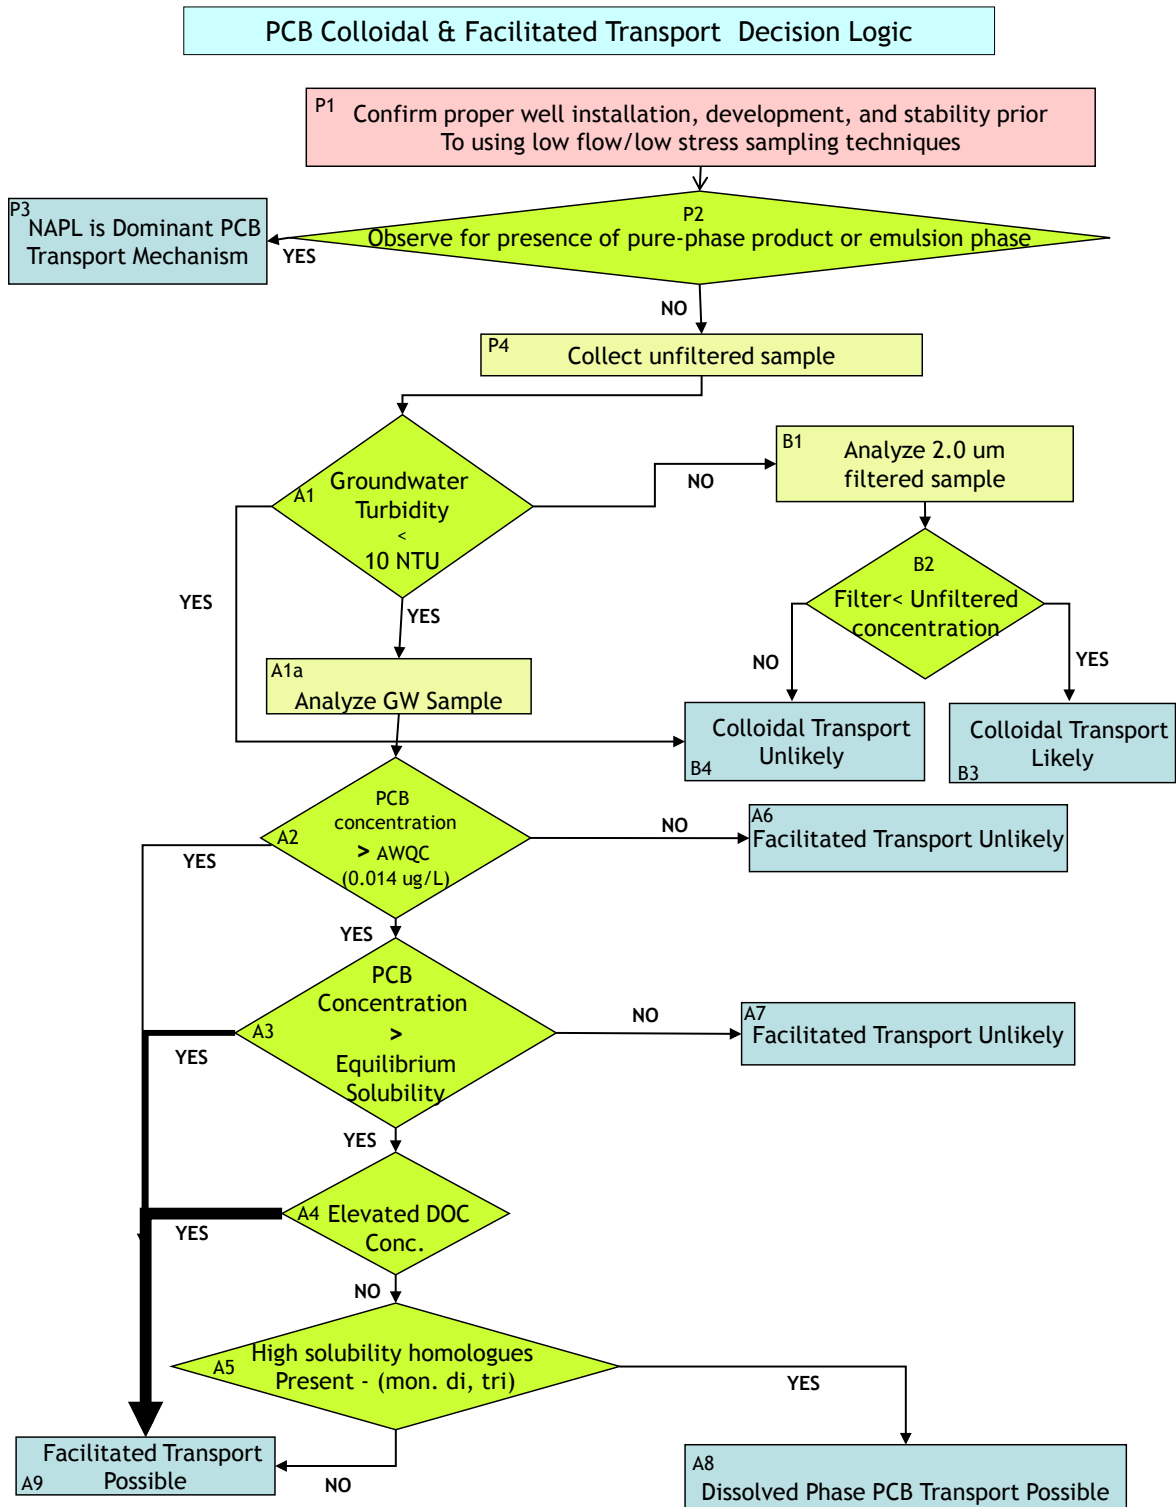 PCB Colloidal & Facilitated Transport Decision Logic
P1
Confirm proper well installation, development, and stability prior
To using low flow/low stress sampling techniques
P2
Observe for presence of pure-phase product or emulsion phase
YES
P3
NAPL is Dominant PCB
Transport Mechanism
NO
P4
Collect unfiltered sample
A1
Groundwater
Turbidity
<
10 NTU
NO
B1
Analyze 2.0 um
filtered sample
B2
Filter< Unfiltered
concentration
NO
YES
YES
YES
A1a
Analyze GW Sample
Colloidal Transport
Unlikely
B4
Colloidal Transport
Likely
B3
A2
PCB
concentration
> AWQC
(0.014 ug/L)
NO
A6
Facilitated Transport Unlikely
YES
YES
A3
PCB
Concentration
>
Equilibrium
Solubility
NO
A7
Facilitated Transport Unlikely
YES
YES
A4
Elevated DOC
Conc.
YES
NO
A5
High solubility homologues
Present - (mon. di, tri)
YES
NO
Facilitated Transport
Possible
A9
A8
Dissolved Phase PCB Transport Possible